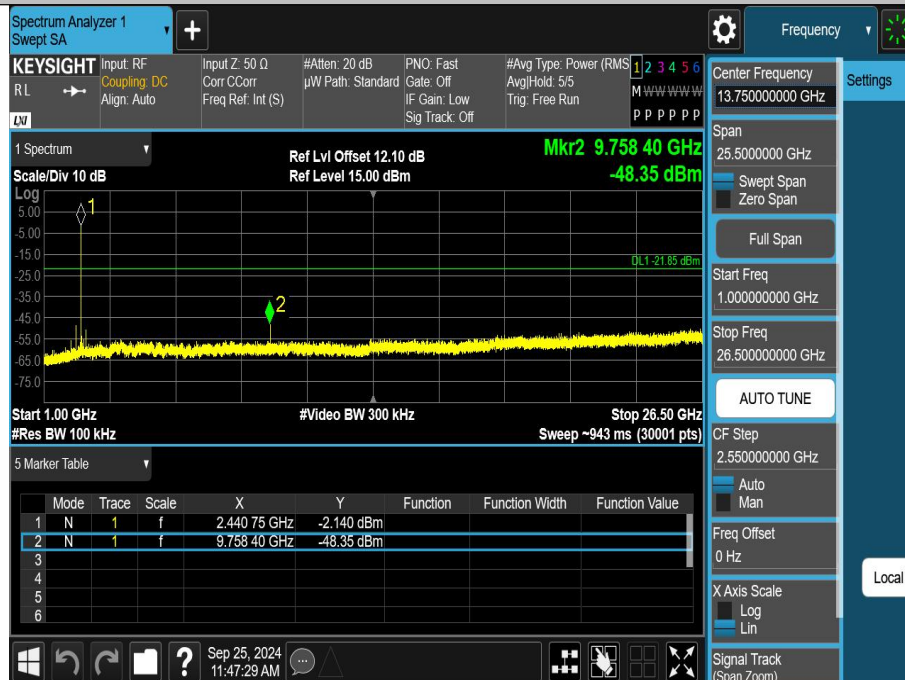 Spectrum Analyzer 1
Swept SA
+
Frequency
KEYSIGHT
RL
LXI
Input: RF
Coupling: DC
Align: Auto
Input Z: 50 Ω
Corr CCorr
Freq Ref: Int (S)
#Atten: 20 dB
µW Path: Standard
PNO: Fast
Gate: Off
IF Gain: Low
Sig Track: Off
#Avg Type: Power (RMS
Avg|Hold: 5/5
Trig: Free Run
1 2 3 4 5 6
M W W W W W
P P P P P P
1 Spectrum
Scale/Div 10 dB
Ref Lvl Offset 12.10 dB
Ref Level 15.00 dBm
Mkr2 9.758 40 GHz
-48.35 dBm
Log
5.00
-5.00
-15.0
-25.0
-35.0
-45.0
-55.0
-65.0
-75.0
1
2
DL1 -21.85 dBm
Start 1.00 GHz
#Video BW 300 kHz
Stop 26.50 GHz
#Res BW 100 kHz
Sweep ~943 ms (30001 pts)
5 Marker Table
Mode Trace Scale X Y Function Function Width Function Value
1 N 1 f 2.440 75 GHz -2.140 dBm
2 N 1 f 9.758 40 GHz -48.35 dBm
3
4
5
6
?
Sep 25, 2024
11:47:29 AM
Center Frequency
13.750000000 GHz
Settings
Span
25.5000000 GHz
Swept Span
Zero Span
Full Span
Start Freq
1.000000000 GHz
Stop Freq
26.500000000 GHz
AUTO TUNE
CF Step
2.550000000 GHz
Auto
Man
Freq Offset
0 Hz
Local
X Axis Scale
Log
Lin
Signal Track
(Span Zoom)